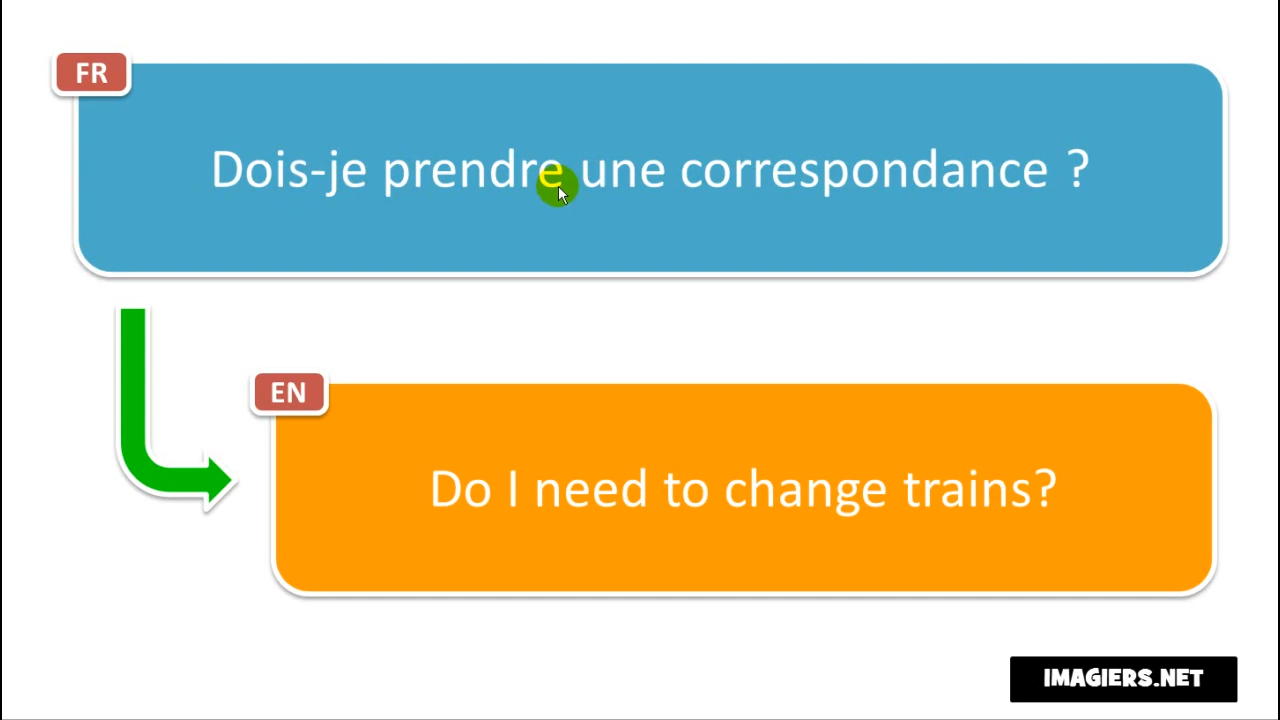 FR
Dois-je prendre une correspondance ?
EN
Do I need to change trains?
IMAGIERS.NET